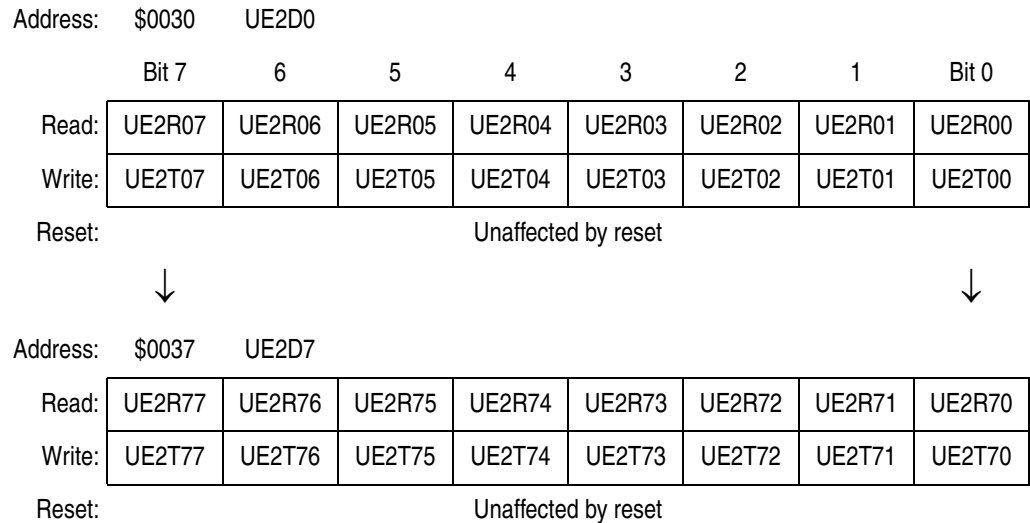 Address: $0030 UE2D0
Bit 7 6 5 4 3 2 1 Bit 0
Read: UE2R07 UE2R06 UE2R05 UE2R04 UE2R03 UE2R02 UE2R01 UE2R00
Write: UE2T07 UE2T06 UE2T05 UE2T04 UE2T03 UE2T02 UE2T01 UE2T00
Reset: Unaffected by reset
↓ ↓
Address: $0037 UE2D7
Read: UE2R77 UE2R76 UE2R75 UE2R74 UE2R73 UE2R72 UE2R71 UE2R70
Write: UE2T77 UE2T76 UE2T75 UE2T74 UE2T73 UE2T72 UE2T71 UE2T70
Reset: Unaffected by reset